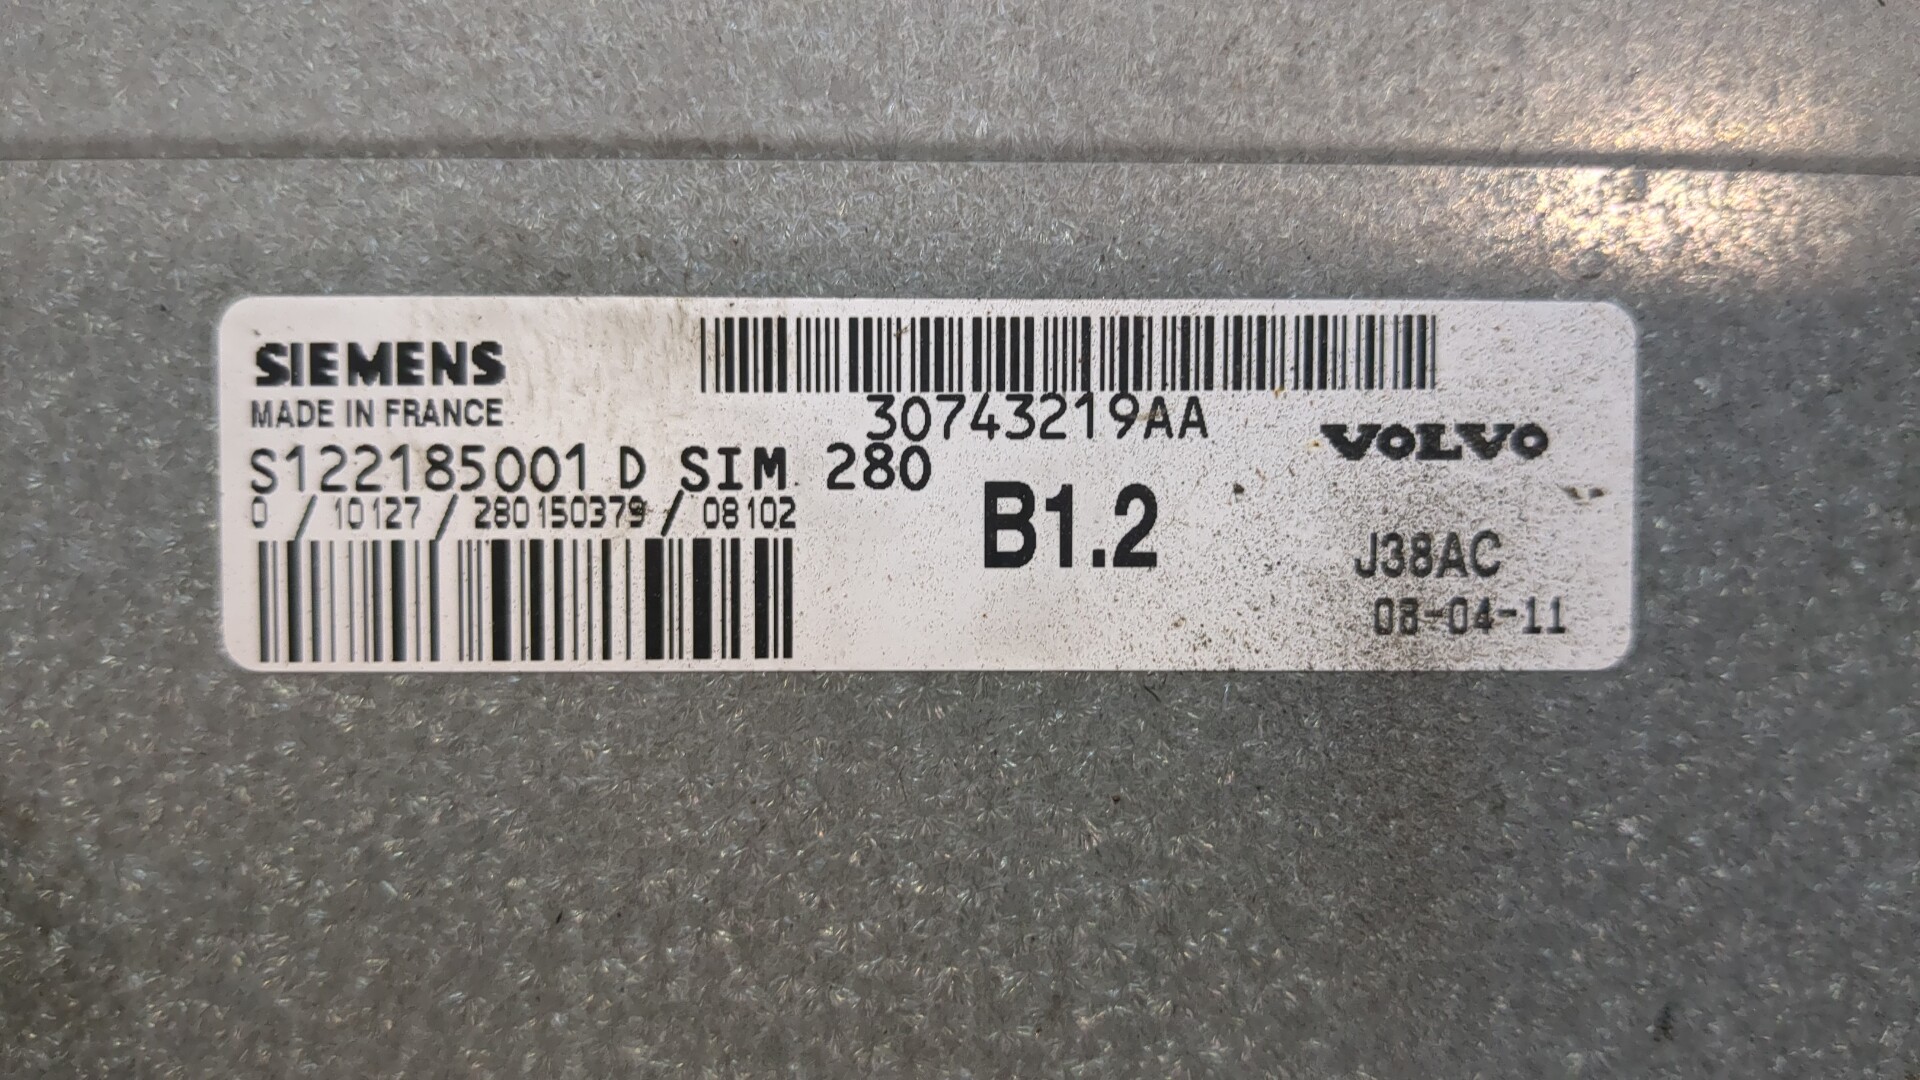 SIEMENS
MADE IN FRANCE
30743219AA
VOLVO
S122185001 D SIM 280
0 / 10127 / 280150379 / 08102
B1.2
J38AC
08-04-11